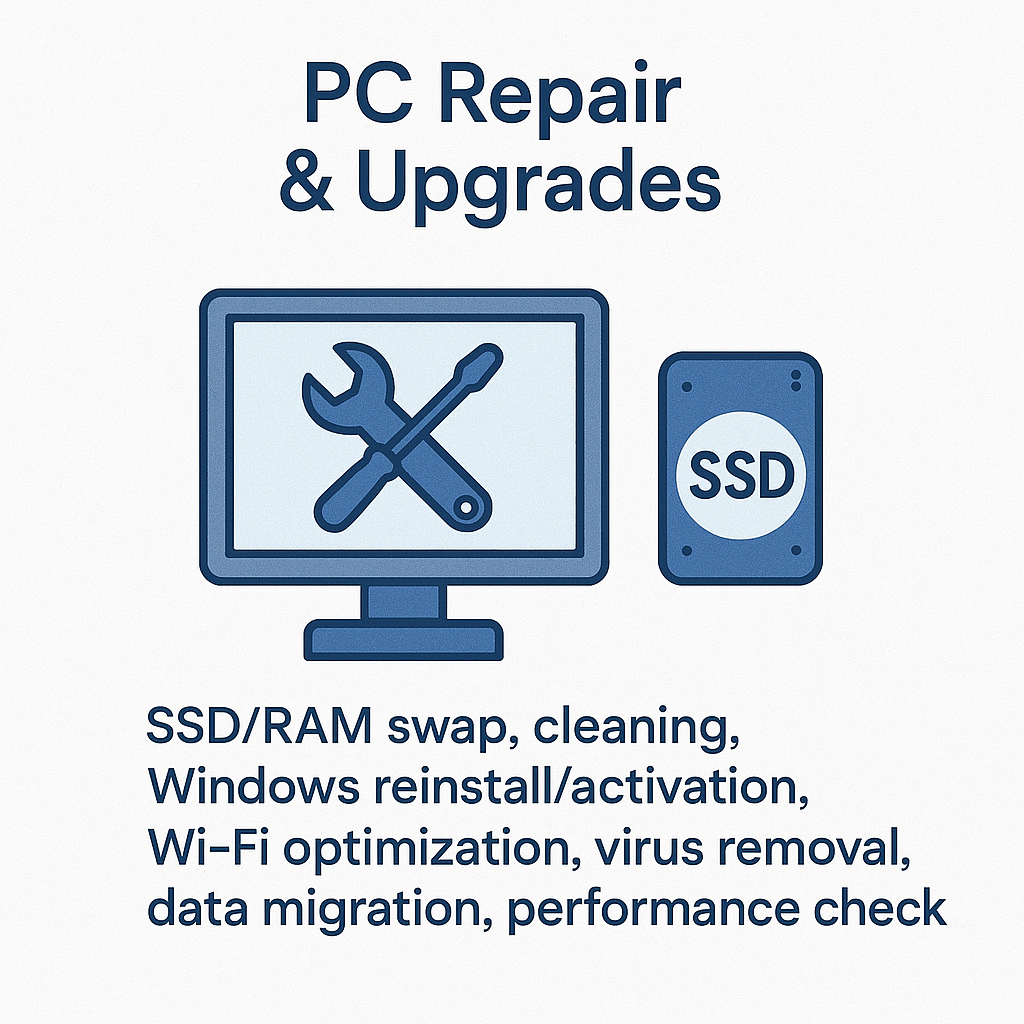 PC Repair
& Upgrades
SSD
SSD/RAM swap, cleaning,
Windows reinstall/activation,
Wi-Fi optimization, virus removal,
data migration, performance check